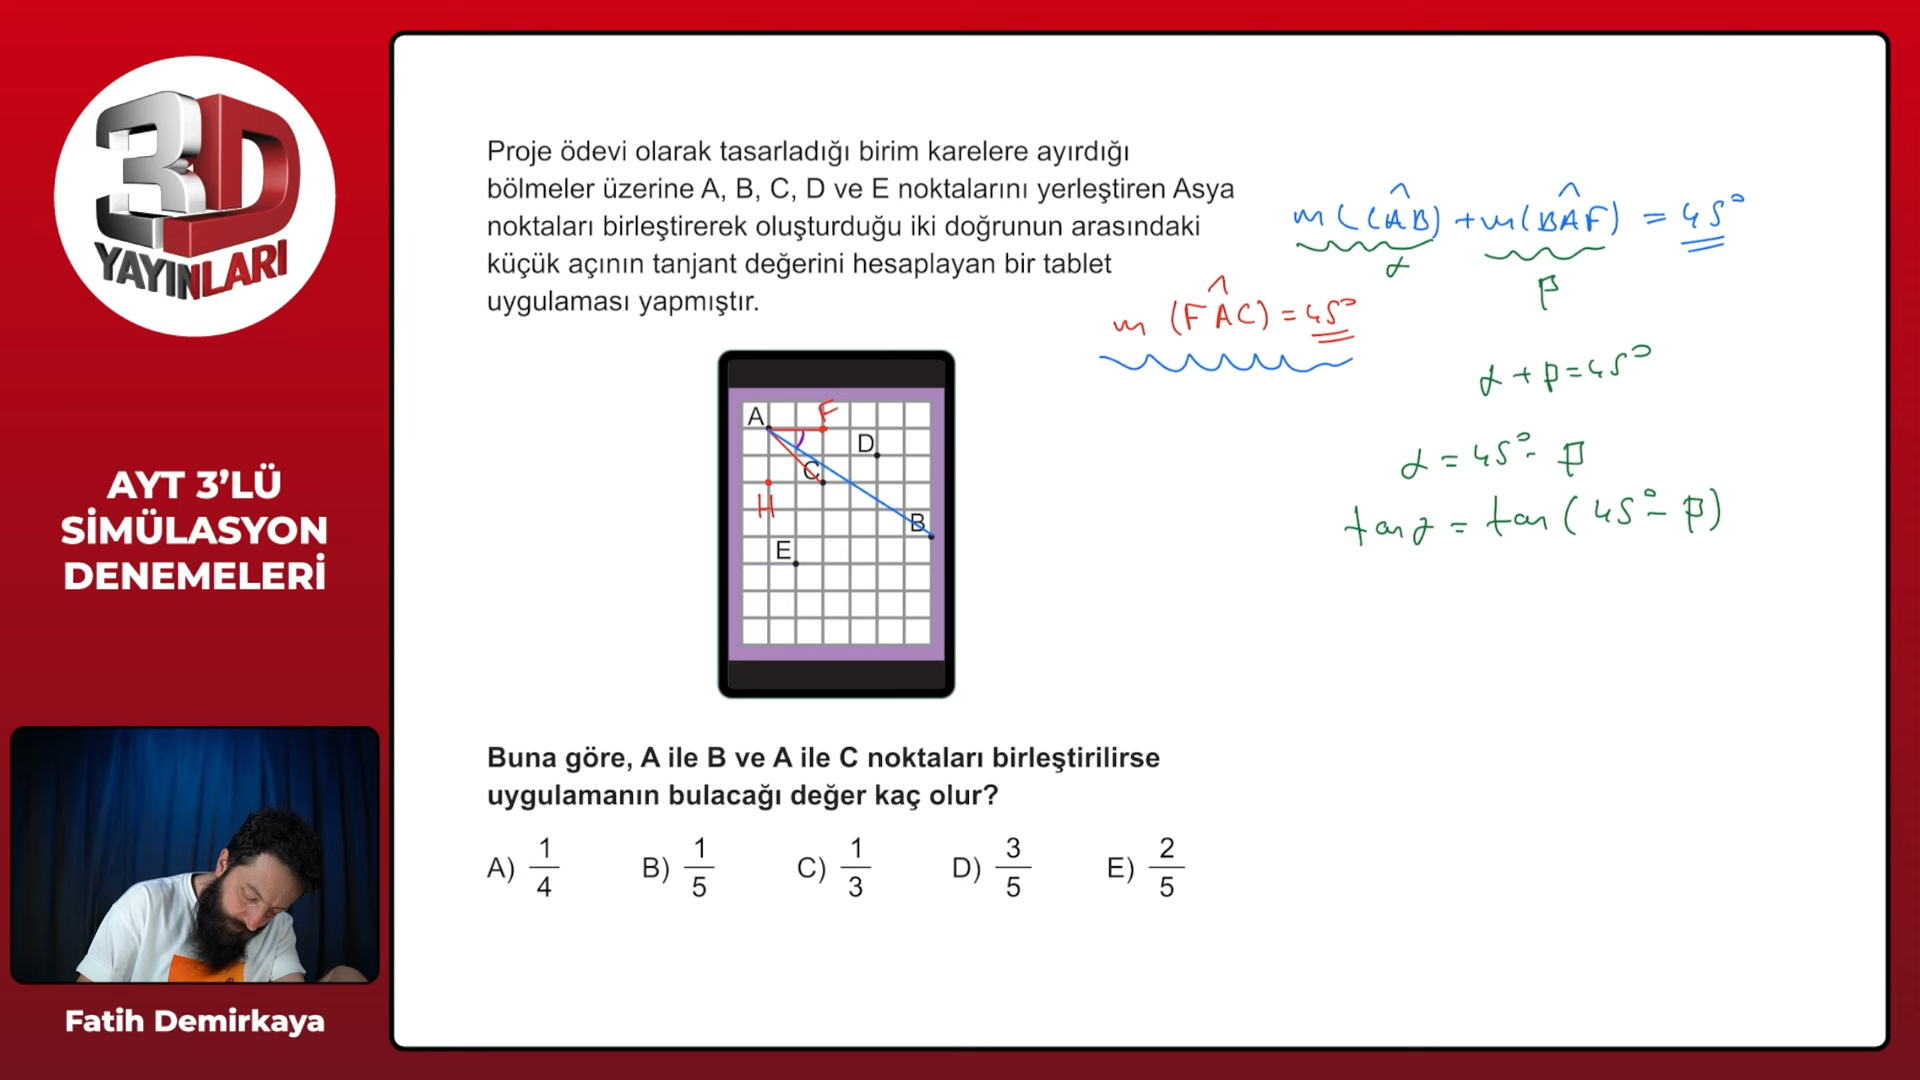 3D
YAYINLARI
AYT 3’LÜ
SİMÜLASYON
DENEMELERİ
Fatih Demirkaya
Proje ödevi olarak tasarladığı birim karelere ayırdığı
bölmeler üzerine A, B, C, D ve E noktalarını yerleştiren Asya
noktaları birleştirerek oluşturduğu iki doğrunun arasındaki
küçük açının tanjant değerini hesaplayan bir tablet
uygulaması yapmıştır.
A
F
D
C
H
B
E
m (CÂB) + m(BÂF) = 45°
α
β
m (FÂC) = 45°
α + β = 45°
α = 45° - β
tan α = tan (45° - β)
Buna göre, A ile B ve A ile C noktaları birleştirilirse
uygulamanın bulacağı değer kaç olur?
A) 1/4 B) 1/5 C) 1/3 D) 3/5 E) 2/5